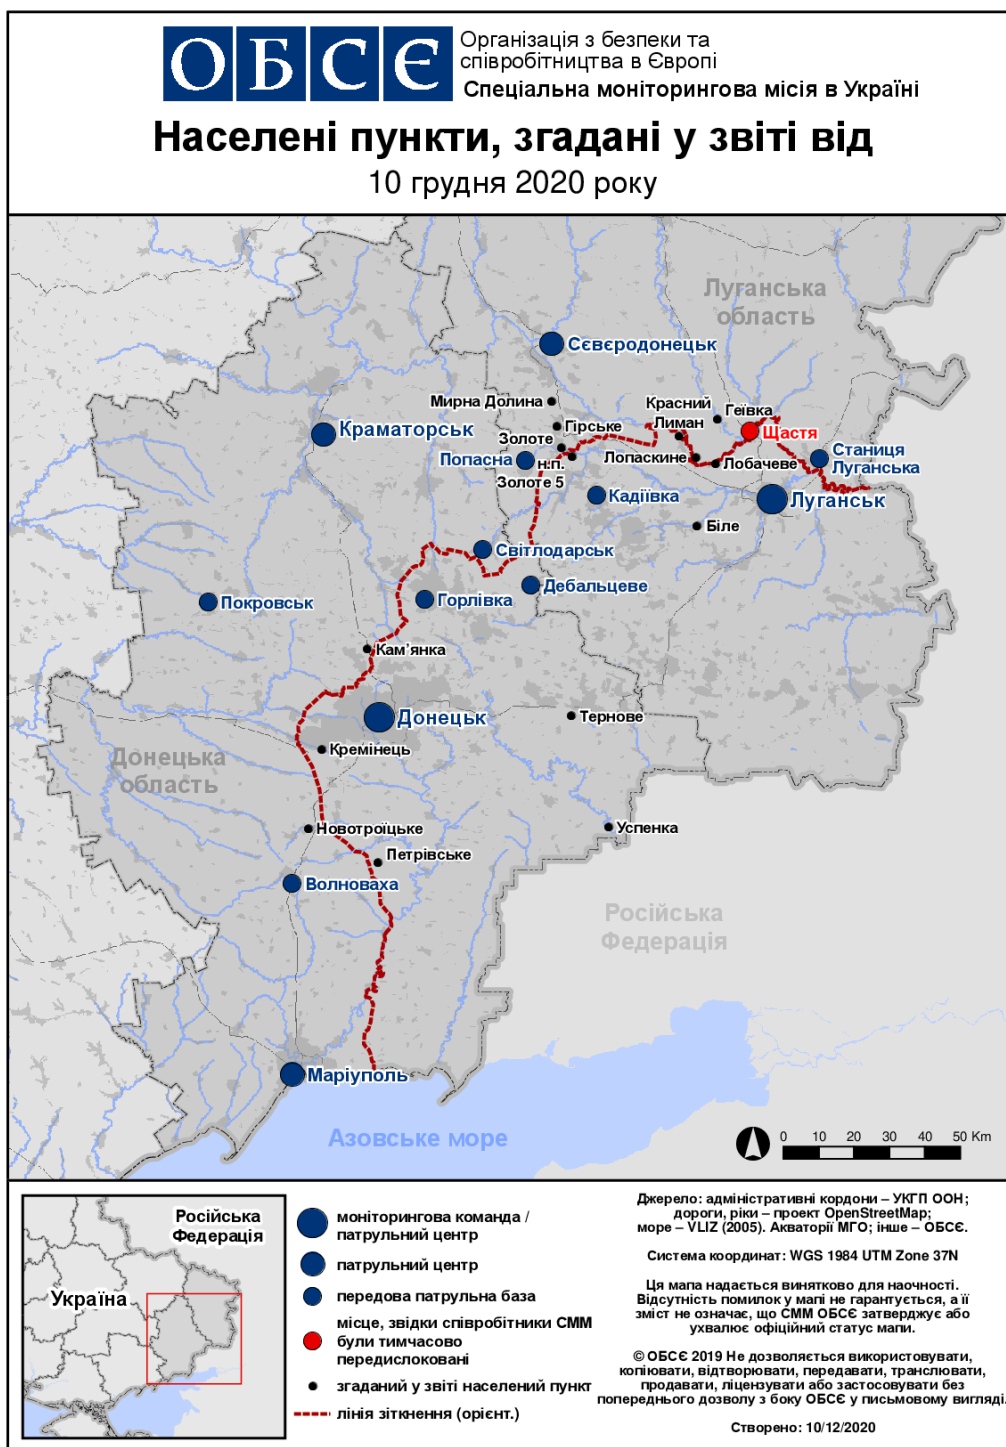 ОБСЄ
Організація з безпеки та
співробітництва в Європі
Спеціальна моніторингова місія в Україні
Населені пункти, згадані у звіті від
10 грудня 2020 року
Луганська
область
Сєвєродонецьк
Мирна Долина
Красний
Лиман
Геївка
Щастя
Гірське
Золоте
Краматорськ
Попасна
н.п.
Золоте 5
Лопаскине
Лобачеве
Станиця
Луганська
Кадіївка
Луганськ
Біле
Світлодарськ
Дебальцеве
Горлівка
Покровськ
Кам’янка
Донецьк
Тернове
Кремінець
Донецька
область
Новотроїцьке
Успенка
Петрівське
Волноваха
Російська
Федерація
Маріуполь
Азовське море
0 10 20 30 40 50 Km
Російська
Федерація
Україна
моніторингова команда /
патрульний центр
патрульний центр
передова патрульна база
місце, звідки співробітники СММ
були тимчасово
передислоковані
згаданий у звіті населений пункт
лінія зіткнення (орієнт.)
Джерело: адміністративні кордони – УКГП ООН;
дороги, ріки – проект OpenStreetMap;
море – VLIZ (2005). Акваторії МГО; інше – ОБСЄ.
Система координат: WGS 1984 UTM Zone 37N
Ця мапа надається винятково для наочності.
Відсутність помилок у мапі не гарантується, а її
зміст не означає, що СММ ОБСЄ затверджує або
ухвалює офіційний статус мапи.
© ОБСЄ 2019 Не дозволяється використовувати,
копіювати, відтворювати, передавати, транслювати,
продавати, ліцензувати або застосовувати без
попереднього дозволу з боку ОБСЄ у письмовому вигляді.
Створено: 10/12/2020